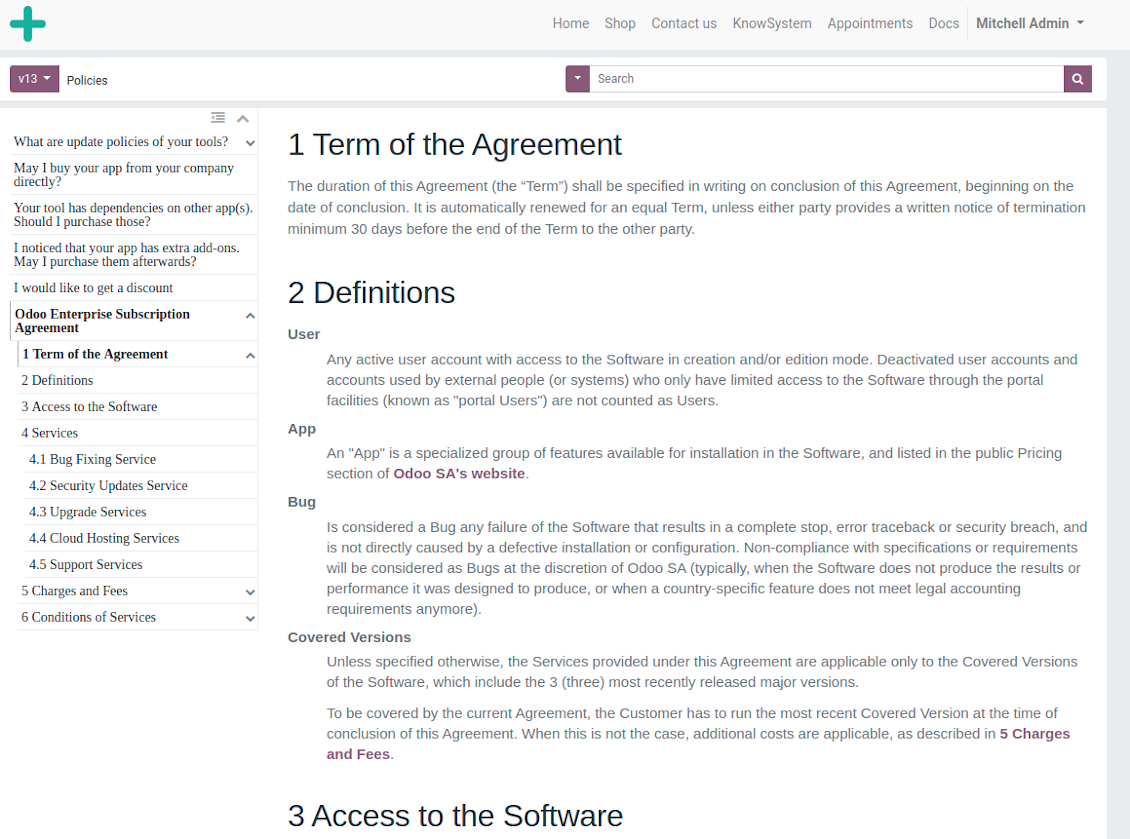 Home Shop Contact us KnowSystem Appointments Docs Mitchell Admin
v13 Policies Search
What are update policies of your tools?
May I buy your app from your company
directly?
Your tool has dependencies on other app(s).
Should I purchase those?
I noticed that your app has extra add-ons.
May I purchase them afterwards?
I would like to get a discount
Odoo Enterprise Subscription
Agreement
1 Term of the Agreement
2 Definitions
3 Access to the Software
4 Services
4.1 Bug Fixing Service
4.2 Security Updates Service
4.3 Upgrade Services
4.4 Cloud Hosting Services
4.5 Support Services
5 Charges and Fees
6 Conditions of Services
1 Term of the Agreement
The duration of this Agreement (the “Term”) shall be specified in writing on conclusion of this Agreement, beginning on the
date of conclusion. It is automatically renewed for an equal Term, unless either party provides a written notice of termination
minimum 30 days before the end of the Term to the other party.
2 Definitions
User
Any active user account with access to the Software in creation and/or edition mode. Deactivated user accounts and
accounts used by external people (or systems) who only have limited access to the Software through the portal
facilities (known as "portal Users") are not counted as Users.
App
An "App" is a specialized group of features available for installation in the Software, and listed in the public Pricing
section of Odoo SA's website.
Bug
Is considered a Bug any failure of the Software that results in a complete stop, error traceback or security breach, and
is not directly caused by a defective installation or configuration. Non-compliance with specifications or requirements
will be considered as Bugs at the discretion of Odoo SA (typically, when the Software does not produce the results or
performance it was designed to produce, or when a country-specific feature does not meet legal accounting
requirements anymore).
Covered Versions
Unless specified otherwise, the Services provided under this Agreement are applicable only to the Covered Versions
of the Software, which include the 3 (three) most recently released major versions.
To be covered by the current Agreement, the Customer has to run the most recent Covered Version at the time of
conclusion of this Agreement. When this is not the case, additional costs are applicable, as described in 5 Charges
and Fees.
3 Access to the Software